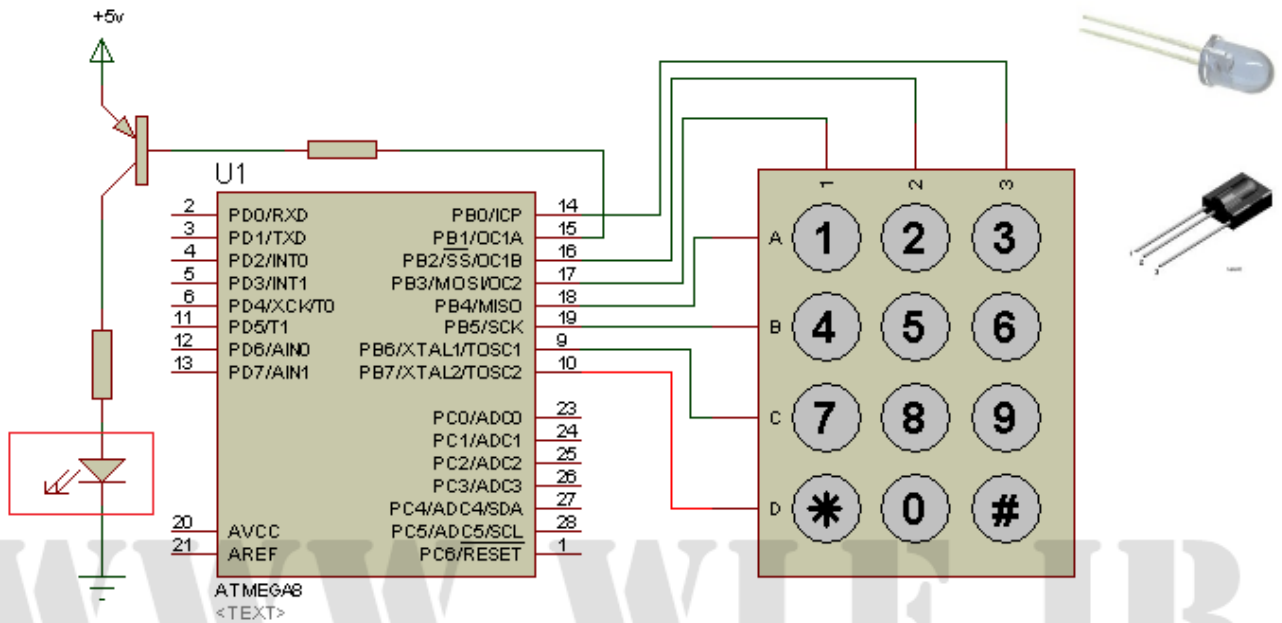 +5v
U1
2 PD0/RXD PB0/ICP 14
3 PD1/TXD PB1/OC1A 15
4 PD2/INT0 PB2/SS/OC1B 16
5 PD3/INT1 PB3/MOSI/OC2 17
6 PD4/XCK/T0 PB4/MISO 18
11 PD5/T1 PB5/SCK 19
12 PD6/AIN0 PB6/XTAL1/TOSC1 9
13 PD7/AIN1 PB7/XTAL2/TOSC2 10
PC0/ADC0 23
PC1/ADC1 24
PC2/ADC2 25
PC3/ADC3 26
PC4/ADC4/SDA 27
20 AVCC PC5/ADC5/SCL 28
21 AREF PC6/RESET 1
ATMEGA8
<TEXT>
1 2 3
A 1 2 3
B 4 5 6
C 7 8 9
D * 0 #
1
2
3